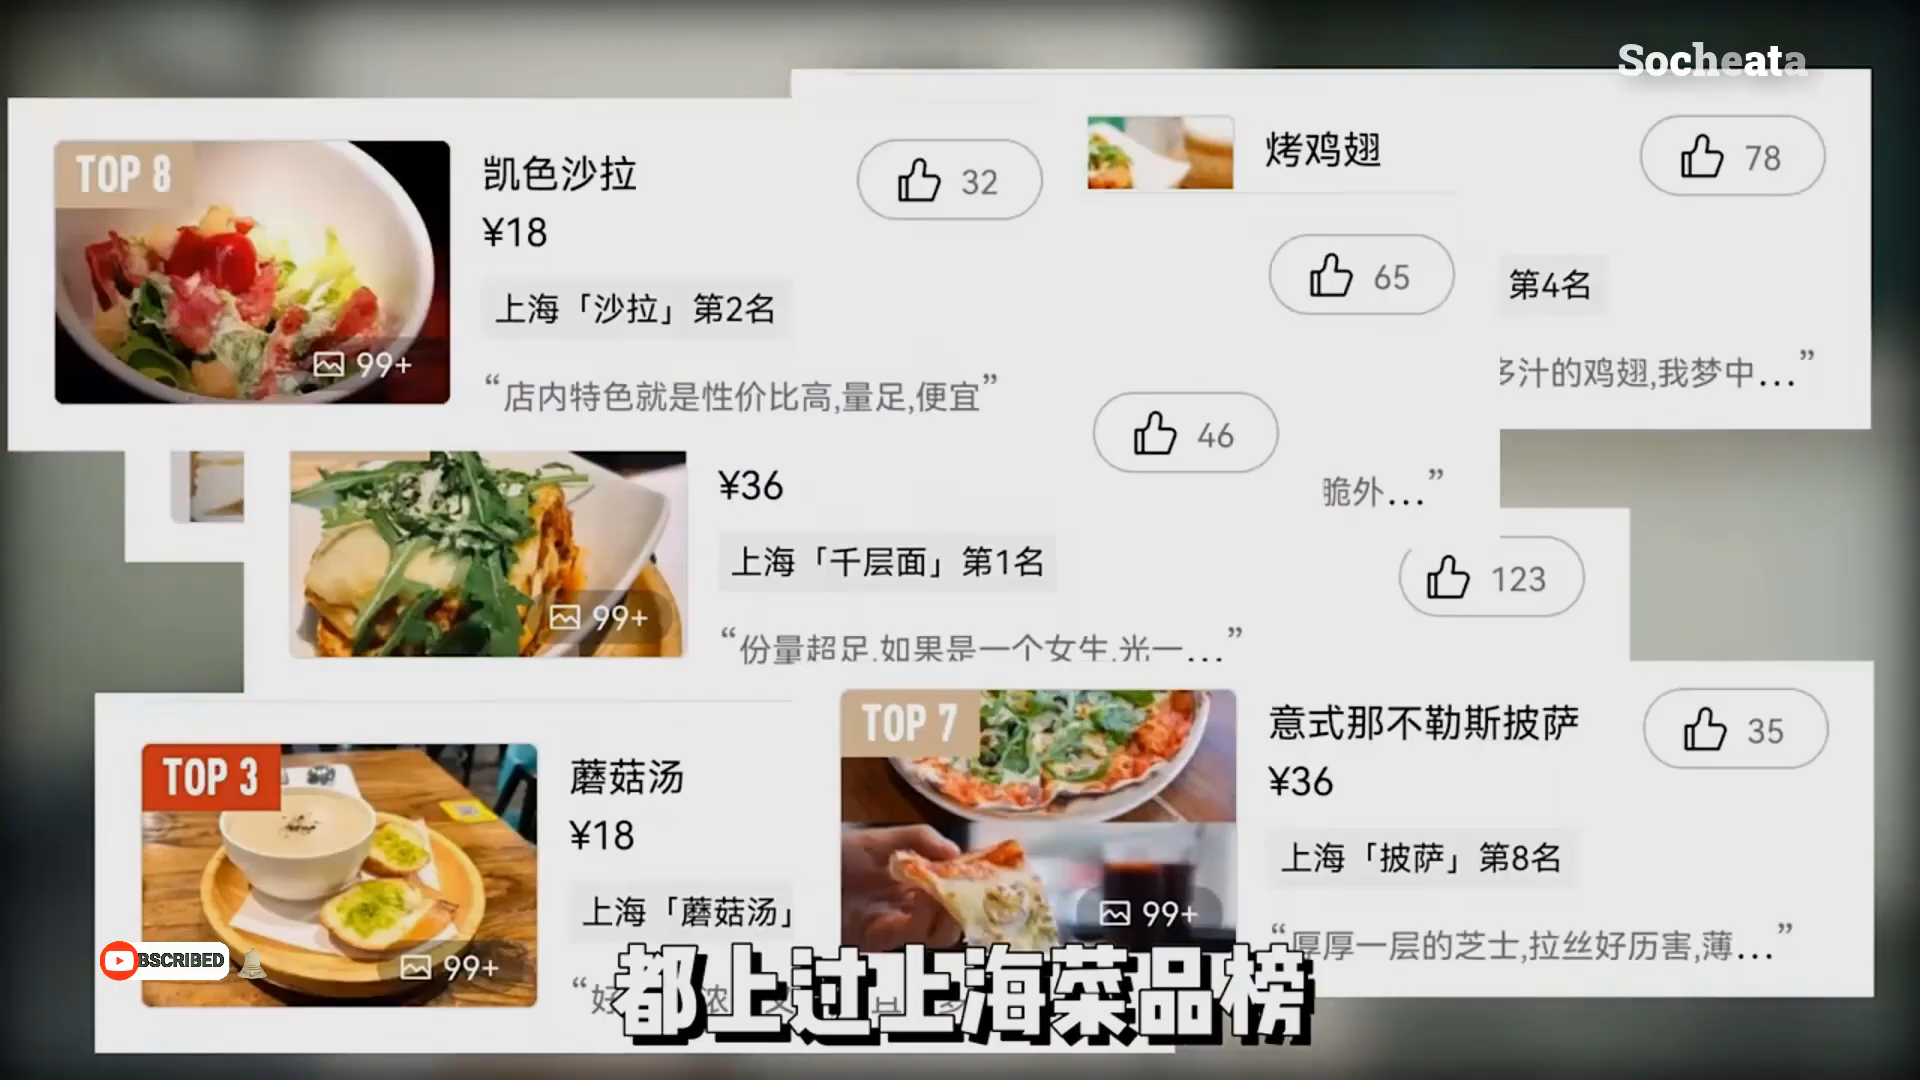 Socheata
TOP 8
凯色沙拉
¥18
32
上海「沙拉」第2名
99+
“店内特色就是性价比高,量足,便宜”
烤鸡翅
78
65
第4名
多汁的鸡翅,我梦中...”
46
脆外...”
¥36
上海「千层面」第1名
99+
“份量超足,如果是一个女生,光一...”
123
TOP 3
蘑菇汤
¥18
上海「蘑菇汤」
99+
“好
浓
TOP 7
意式那不勒斯披萨
¥36
35
上海「披萨」第8名
99+
“厚厚一层的芝士,拉丝好历害,薄...”
BSCRIBED
都上过上海菜品榜